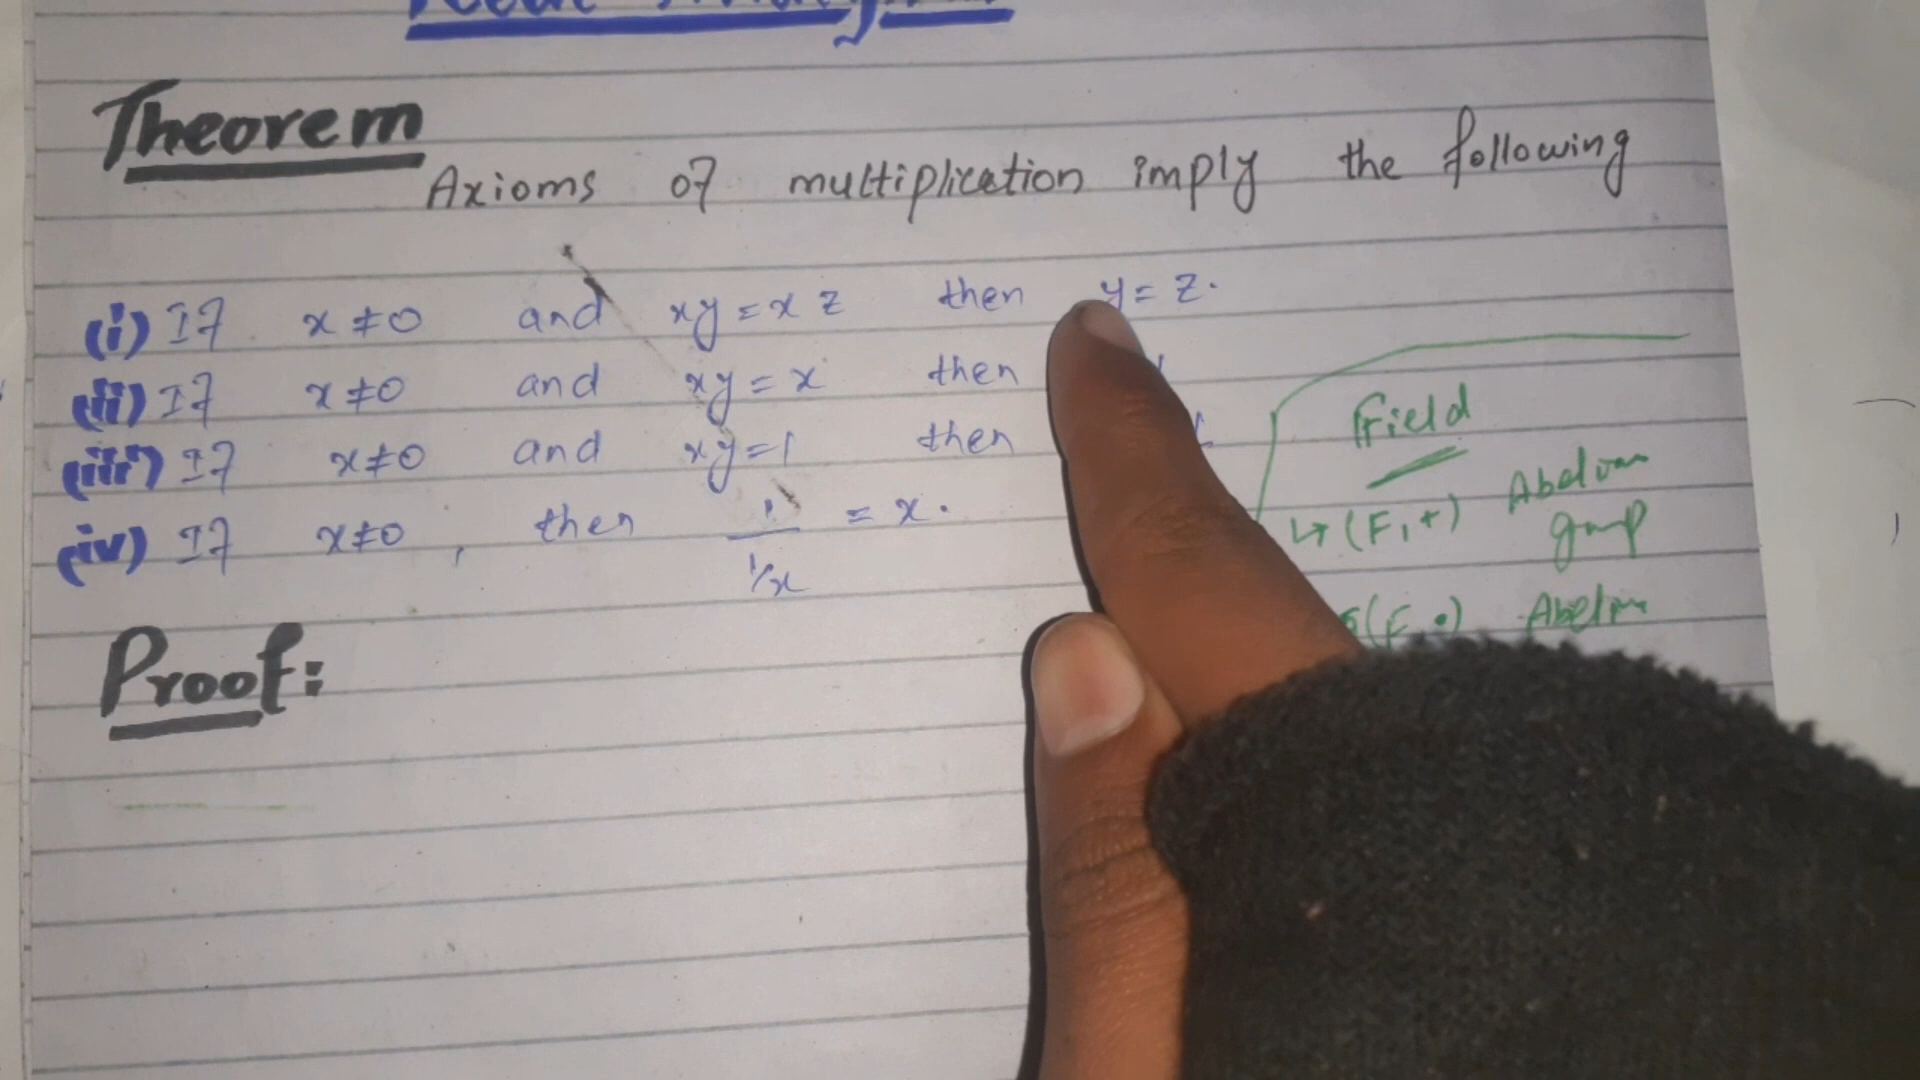 Theorem
Axioms of multiplication imply the following
(i) If x ≠ 0 and xy = x z then y = z.
(ii) If x ≠ 0 and xy = x then
(iii) If x ≠ 0 and xy = 1 then
(iv) If x ≠ 0 , then 1/1/x = x.
Field
↳ (F, +) Abelian
group
(F, •) Abelian
Proof: